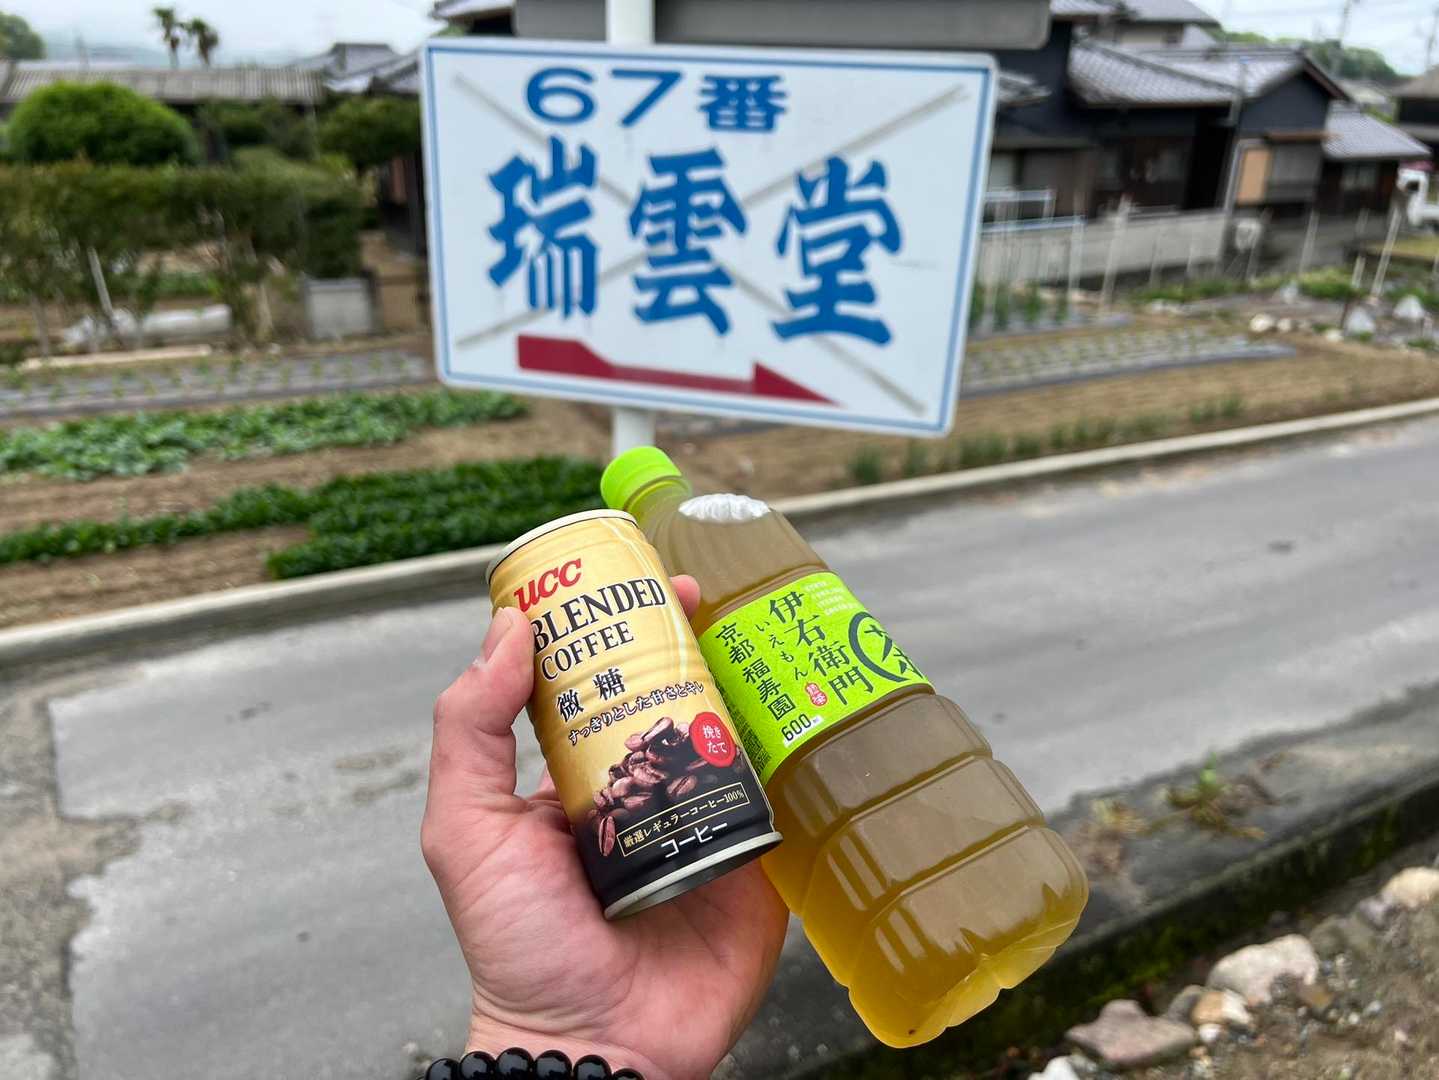 67番
瑞雲堂
UCC
BLENDED
COFFEE
微糖
すっきりとした甘さとキレ
挽き
たて
厳選レギュラーコーヒー100%
コーヒー
伊右衛門
いえもん
京都 福寿園
600